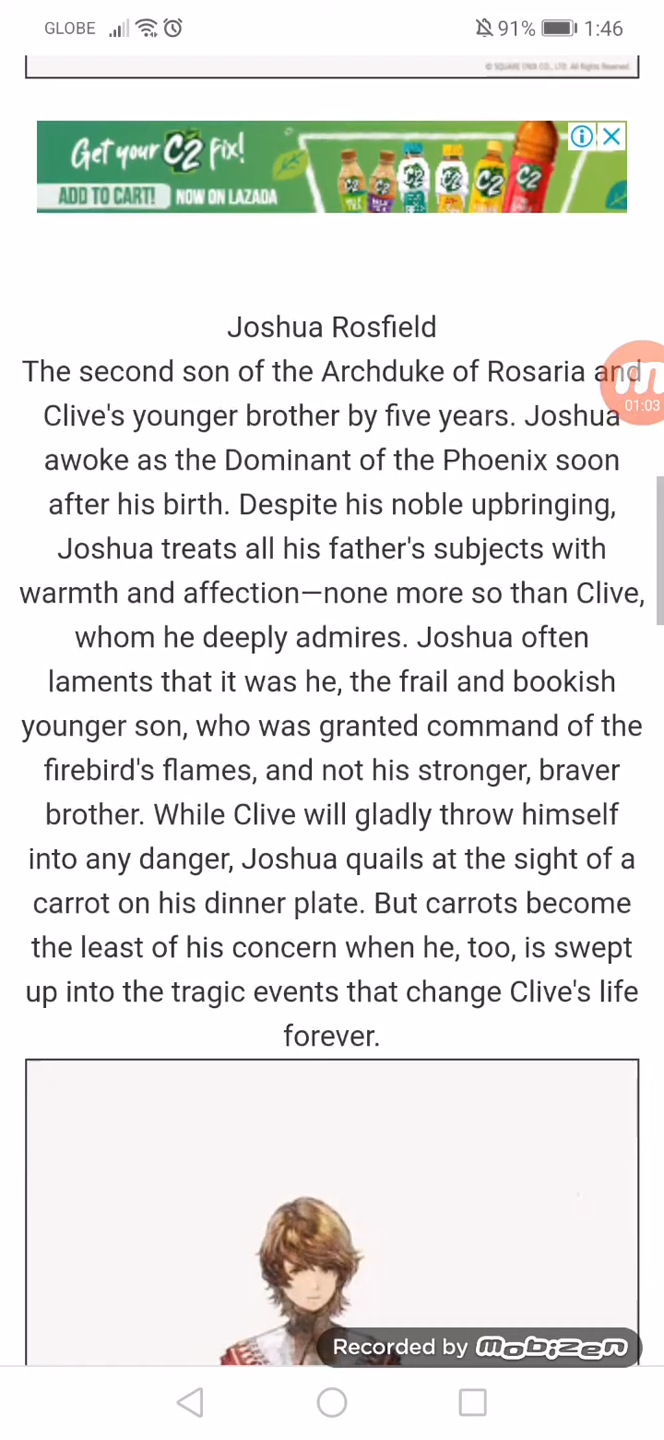 GLOBE
91%
1:46
© SQUARE ENIX CO., LTD. All Rights Reserved.
Get your C2 fix!
ADD TO CART! NOW ON LAZADA
Joshua Rosfield
The second son of the Archduke of Rosaria and
01:03
Clive's younger brother by five years. Joshua
awoke as the Dominant of the Phoenix soon
after his birth. Despite his noble upbringing,
Joshua treats all his father's subjects with
warmth and affection—none more so than Clive,
whom he deeply admires. Joshua often
laments that it was he, the frail and bookish
younger son, who was granted command of the
firebird's flames, and not his stronger, braver
brother. While Clive will gladly throw himself
into any danger, Joshua quails at the sight of a
carrot on his dinner plate. But carrots become
the least of his concern when he, too, is swept
up into the tragic events that change Clive's life
forever.
Recorded by mobizen